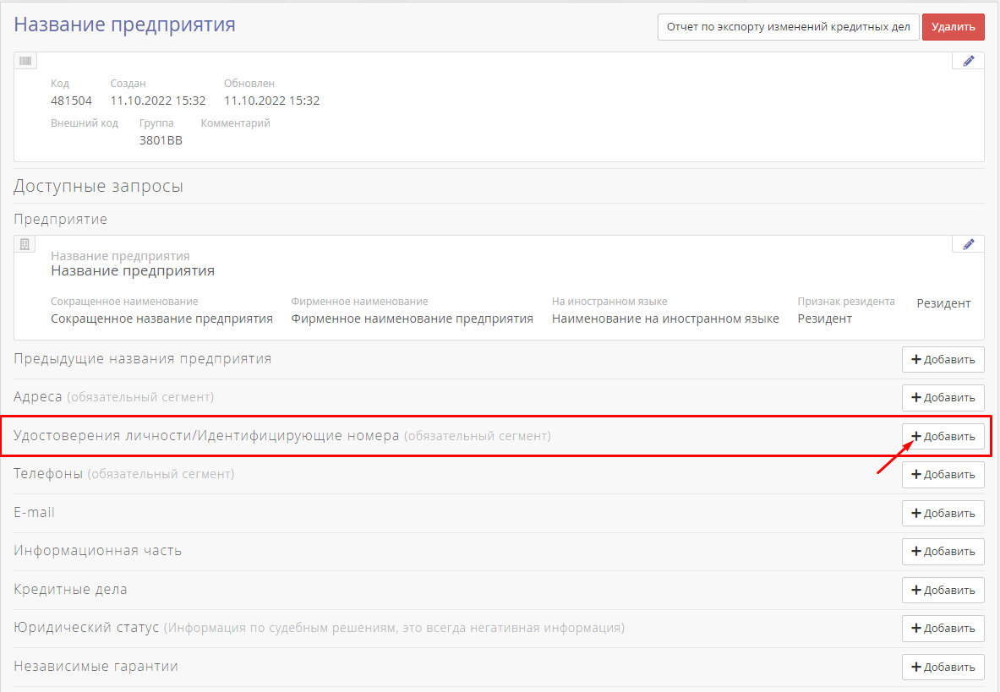 Название предприятия
Отчет по экспорту изменений кредитных дел
Удалить
Код Создан Обновлен
481504 11.10.2022 15:32 11.10.2022 15:32
Внешний код Группа Комментарий
3801BB
Доступные запросы
Предприятие
Название предприятия
Название предприятия
Сокращенное наименование Фирменное наименование На иностранном языке Признак резидента Резидент
Сокращенное название предприятия Фирменное наименование предприятия Наименование на иностранном языке Резидент
Предыдущие названия предприятия + Добавить
Адреса (обязательный сегмент) + Добавить
Удостоверения личности/Идентифицирующие номера (обязательный сегмент) + Добавить
Телефоны (обязательный сегмент) + Добавить
E-mail + Добавить
Информационная часть + Добавить
Кредитные дела + Добавить
Юридический статус (Информация по судебным решениям, это всегда негативная информация) + Добавить
Независимые гарантии + Добавить